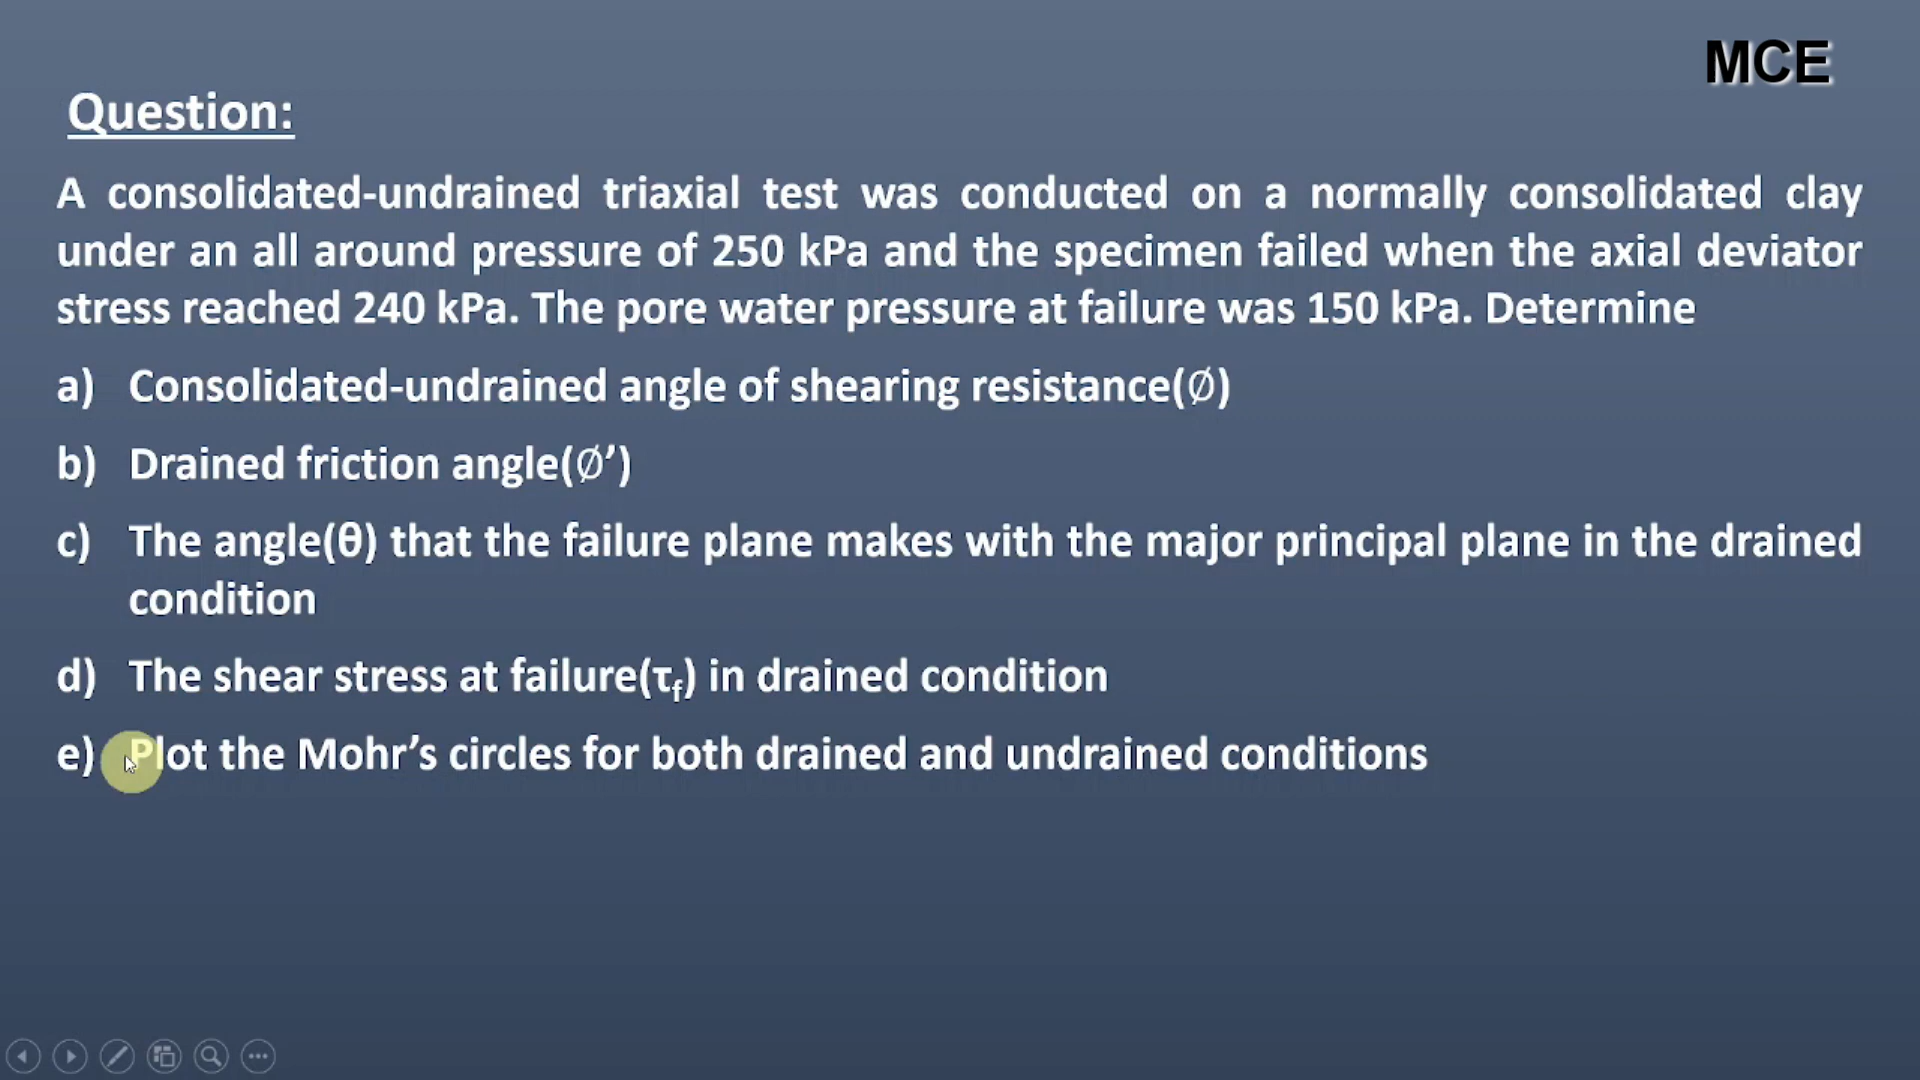 MCE
Question:
A consolidated-undrained triaxial test was conducted on a normally consolidated clay
under an all around pressure of 250 kPa and the specimen failed when the axial deviator
stress reached 240 kPa. The pore water pressure at failure was 150 kPa. Determine
a) Consolidated-undrained angle of shearing resistance(∅)
b) Drained friction angle(∅’)
c) The angle(θ) that the failure plane makes with the major principal plane in the drained
condition
d) The shear stress at failure(τf) in drained condition
e) Plot the Mohr’s circles for both drained and undrained conditions